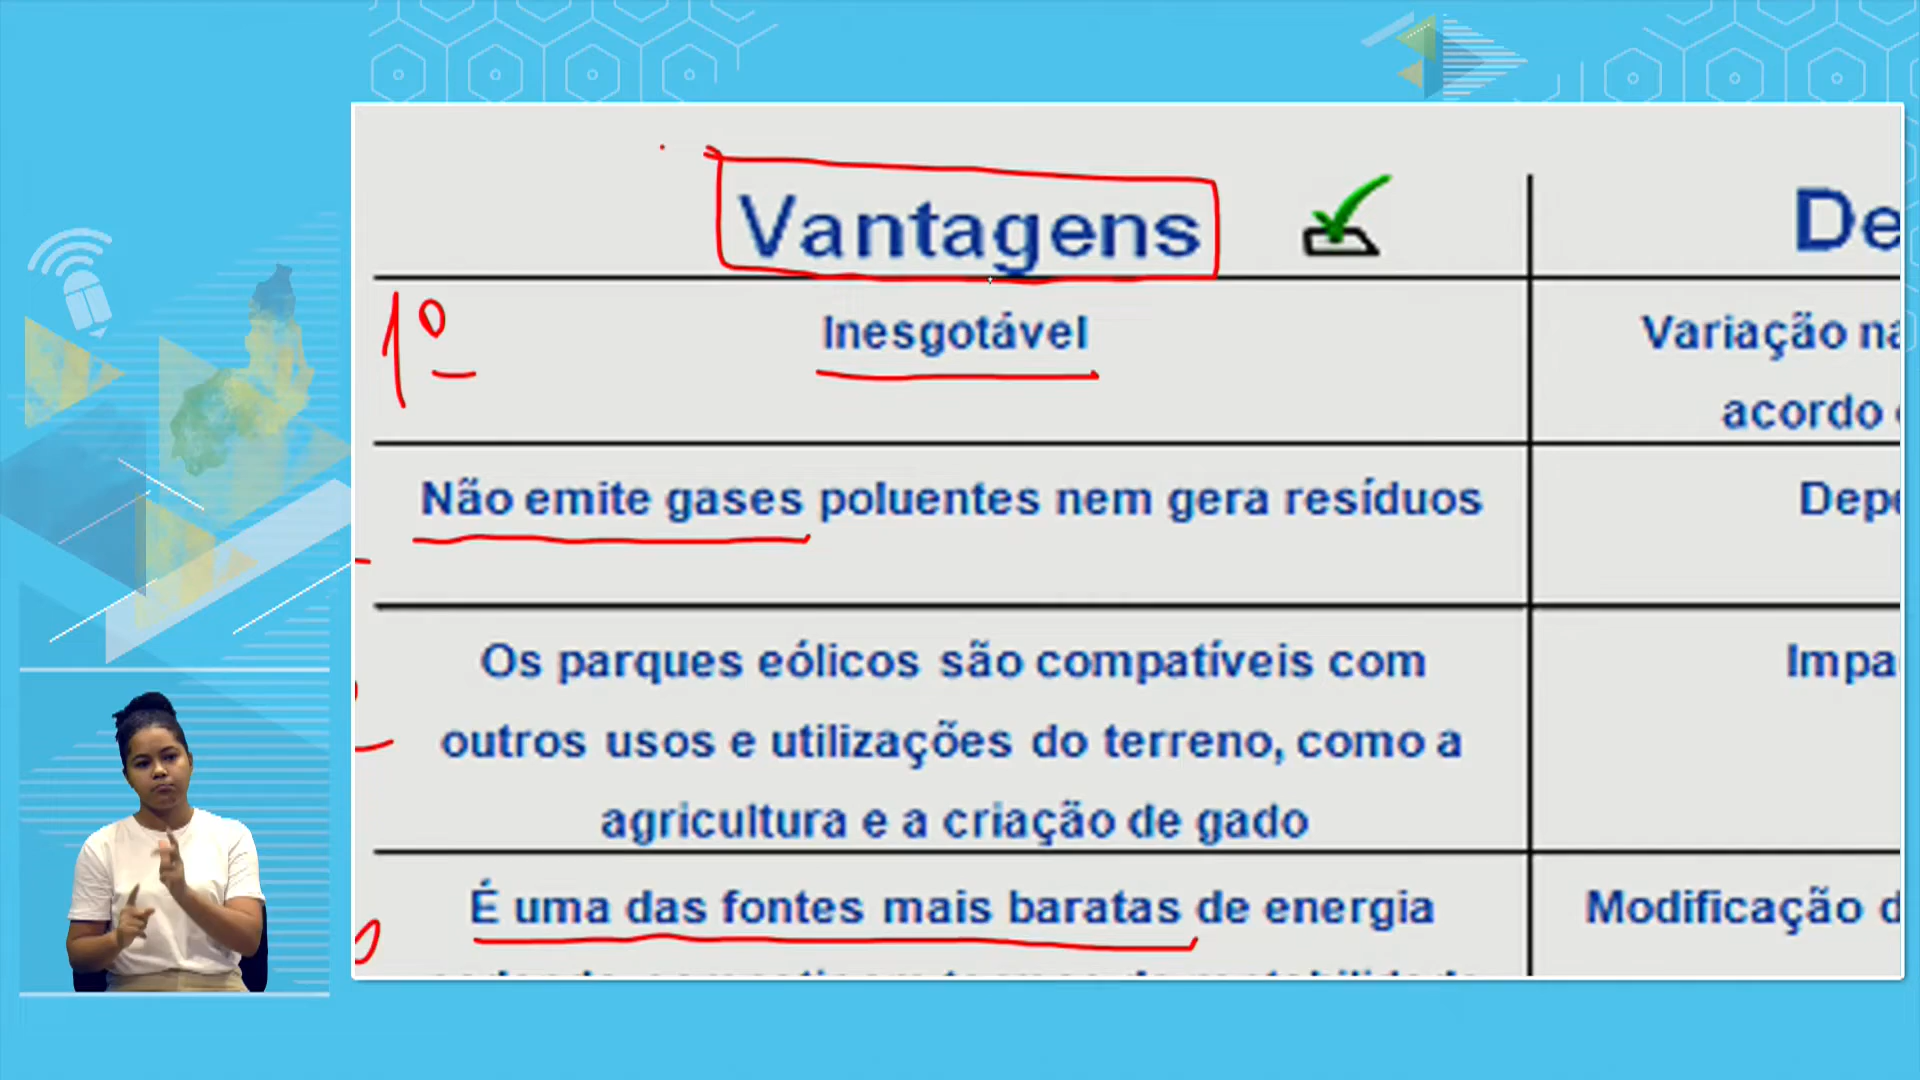 Vantagens
De
1º
Inesgotável
Variação na
acordo
Não emite gases poluentes nem gera resíduos
Depe
Os parques eólicos são compatíveis com
Impa
outros usos e utilizações do terreno, como a
agricultura e a criação de gado
É uma das fontes mais baratas de energia
Modificação d